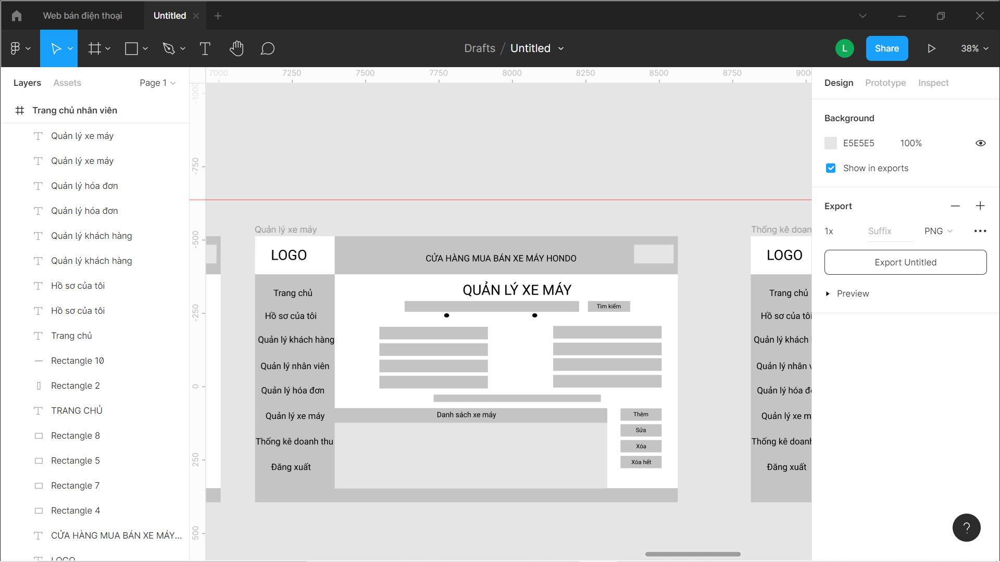 Web bán điện thoại
Untitled
Drafts / Untitled
L
Share
38%
Layers
Assets
Page 1
Trang chủ nhân viên
Quản lý xe máy
Quản lý xe máy
Quản lý hóa đơn
Quản lý hóa đơn
Quản lý khách hàng
Quản lý khách hàng
Hồ sơ của tôi
Hồ sơ của tôi
Trang chủ
Rectangle 10
Rectangle 2
TRANG CHỦ
Rectangle 8
Rectangle 5
Rectangle 7
Rectangle 4
CỬA HÀNG MUA BÁN XE MÁY...
LOGO
7000 7250 7500 7750 8000 8250 8500 8750 9000
-1000
-750
-500
-250
0
250
500
Quản lý xe máy
LOGO
CỬA HÀNG MUA BÁN XE MÁY HONDO
Trang chủ
Hồ sơ của tôi
Quản lý khách hàng
Quản lý nhân viên
Quản lý hóa đơn
Quản lý xe máy
Thống kê doanh thu
Đăng xuất
QUẢN LÝ XE MÁY
Tìm kiếm
Danh sách xe máy
Thêm
Sửa
Xóa
Xóa hết
Thống kê doan
LOGO
Trang chủ
Hồ sơ của tôi
Quản lý khách
Quản lý nhân v
Quản lý hóa đơ
Quản lý xe m
Thống kê doanh
Đăng xuất
Design
Prototype
Inspect
Background
E5E5E5
100%
Show in exports
Export
1x
Suffix
PNG
Export Untitled
Preview
?